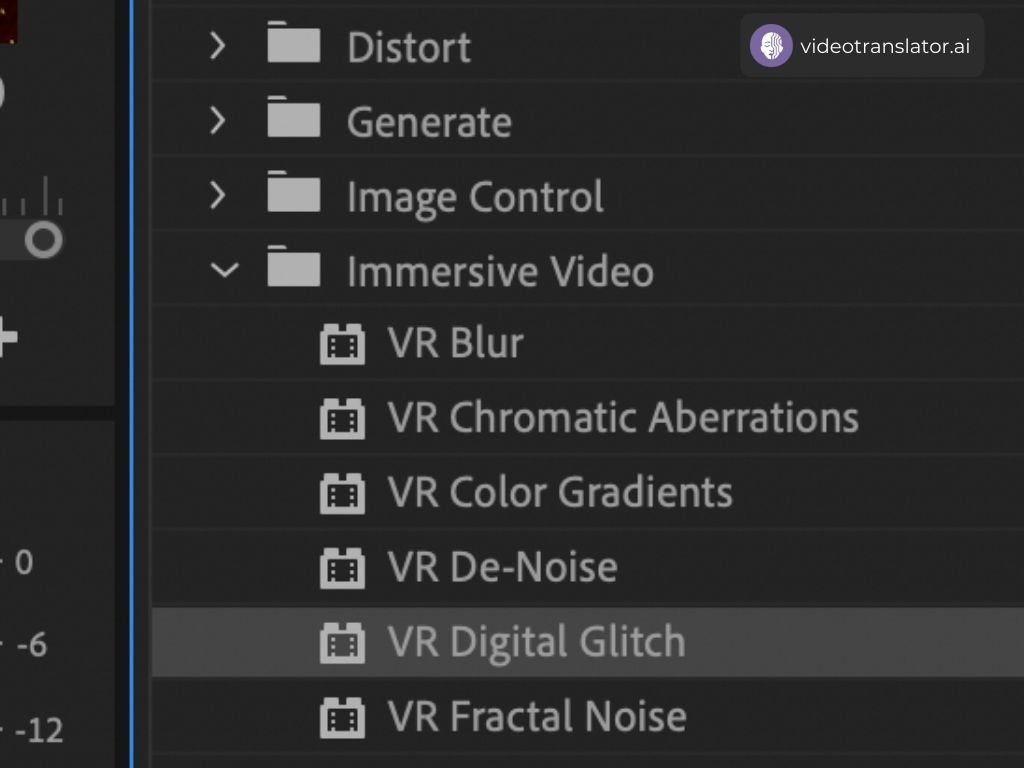 Distort
videotranslator.ai
Generate
Image Control
Immersive Video
VR Blur
VR Chromatic Aberrations
VR Color Gradients
VR De-Noise
0
VR Digital Glitch
-6
VR Fractal Noise
-12